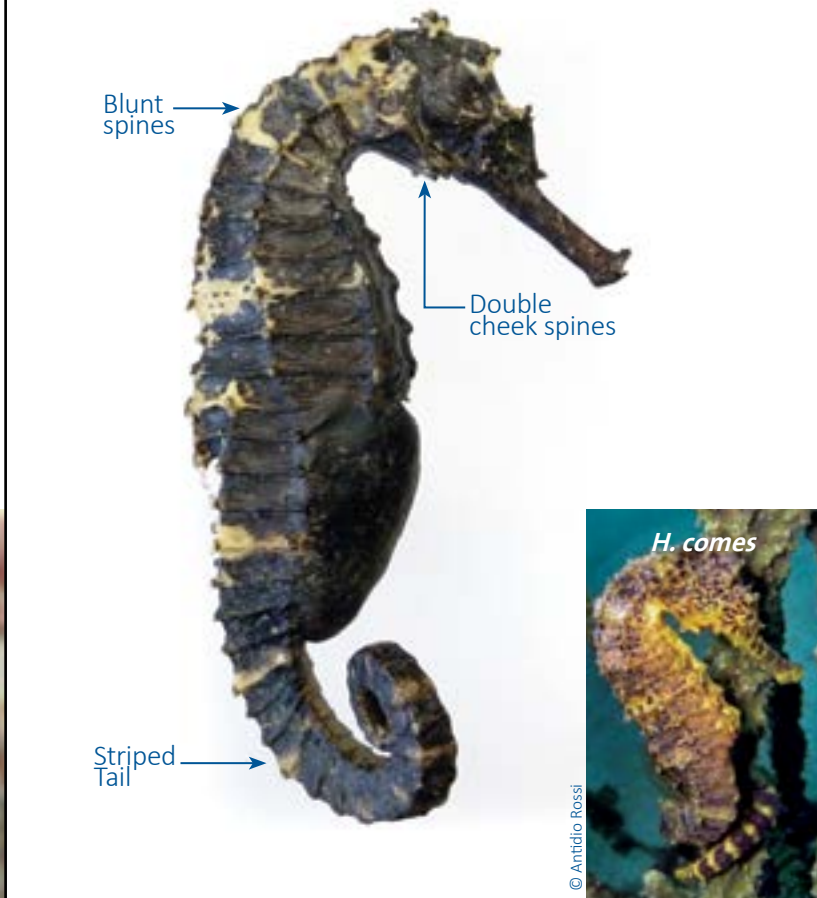 Blunt
spines
Double
cheek spines
H. comes
Striped
Tail
© Antidio Rossi